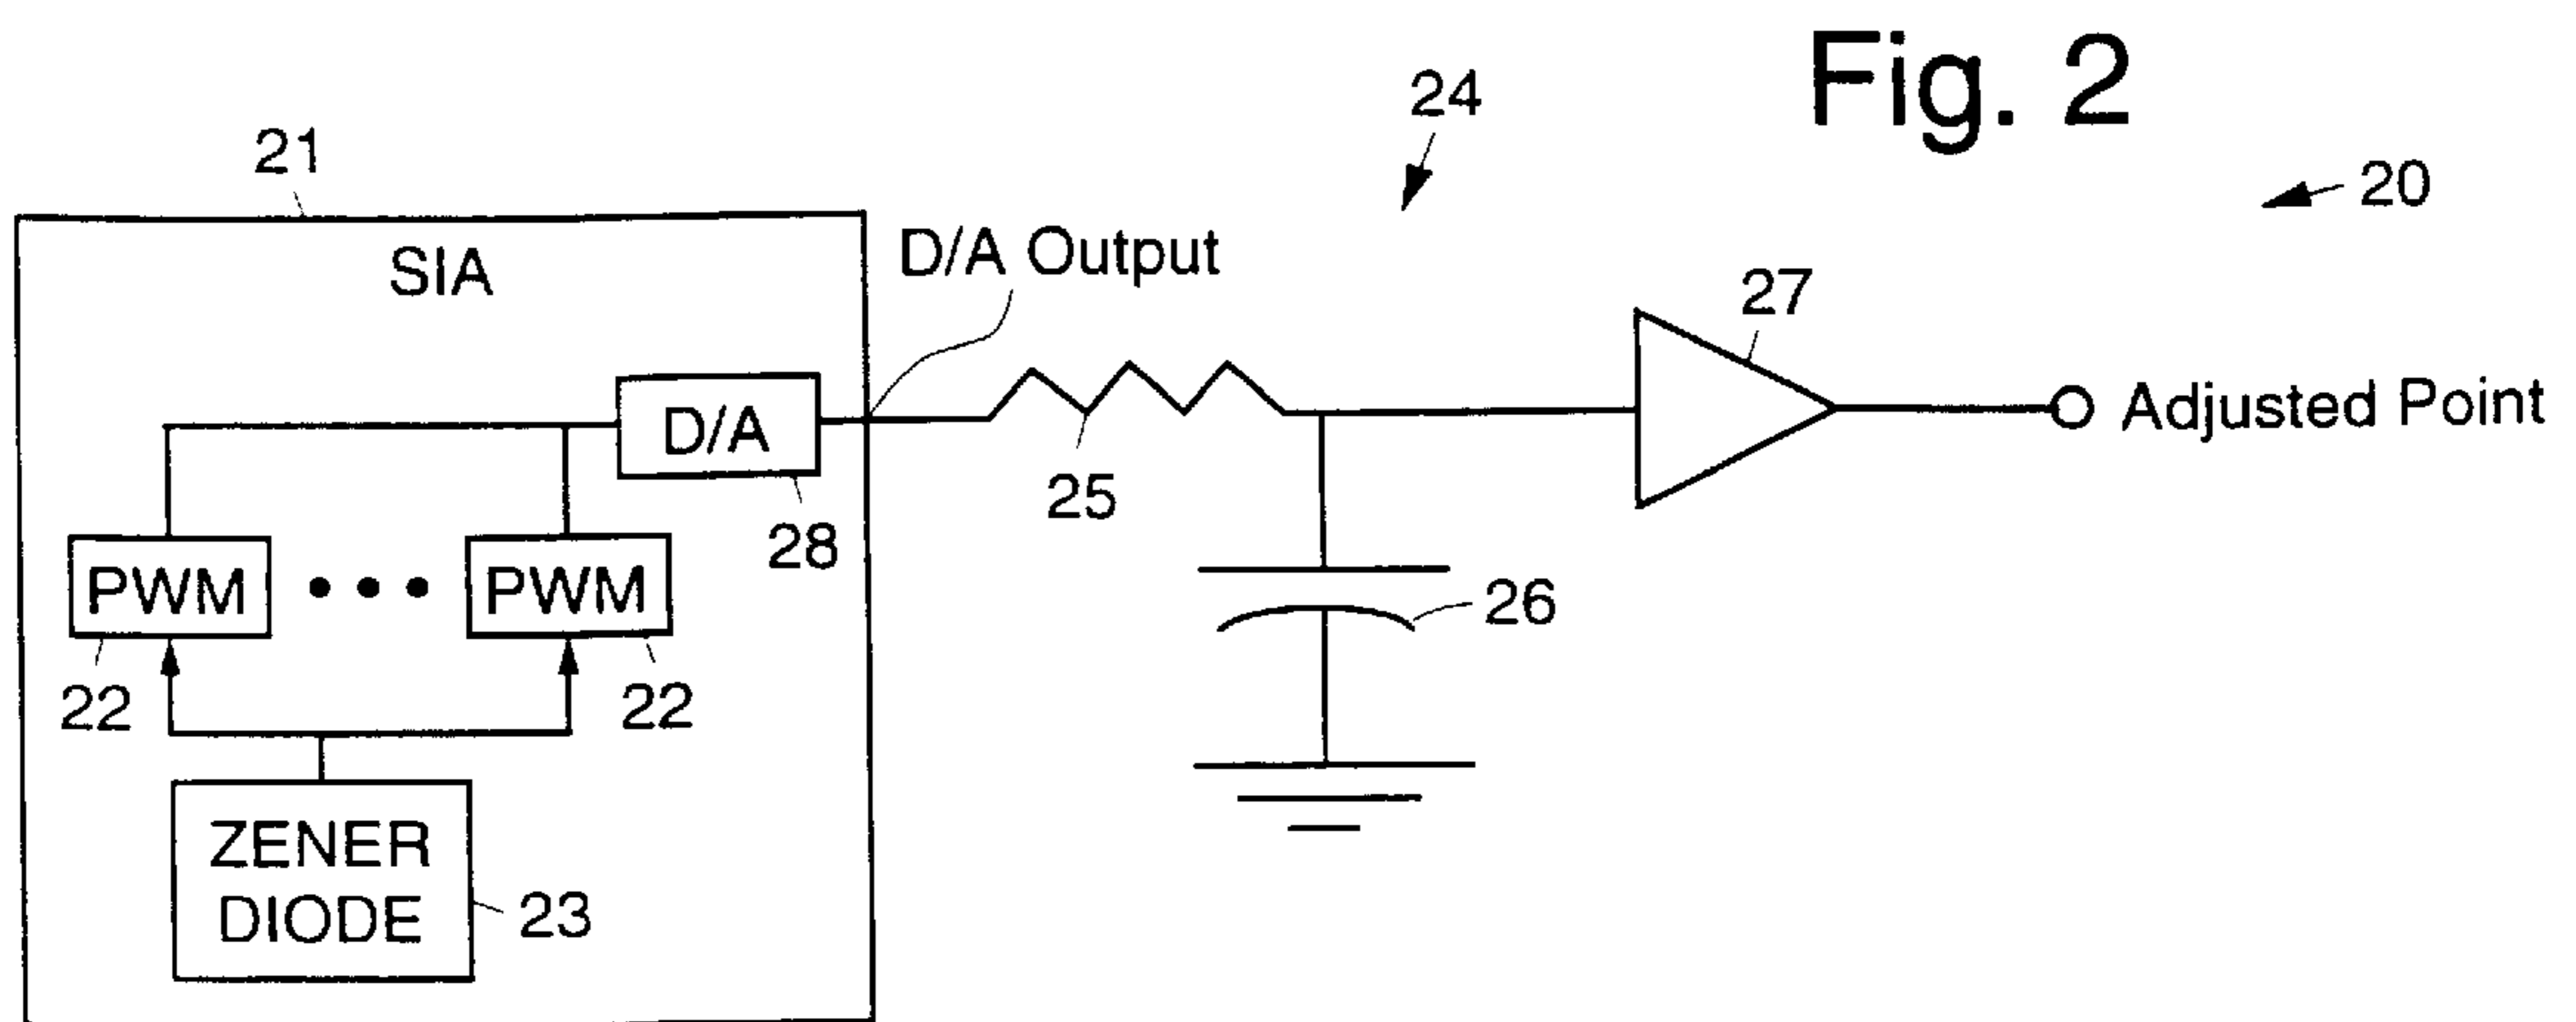 Fig. 2
24
20
21
SIA
D/A Output
27
D/A
Adjusted Point
25
28
PWM
PWM
26
22
22
ZENER
DIODE
23